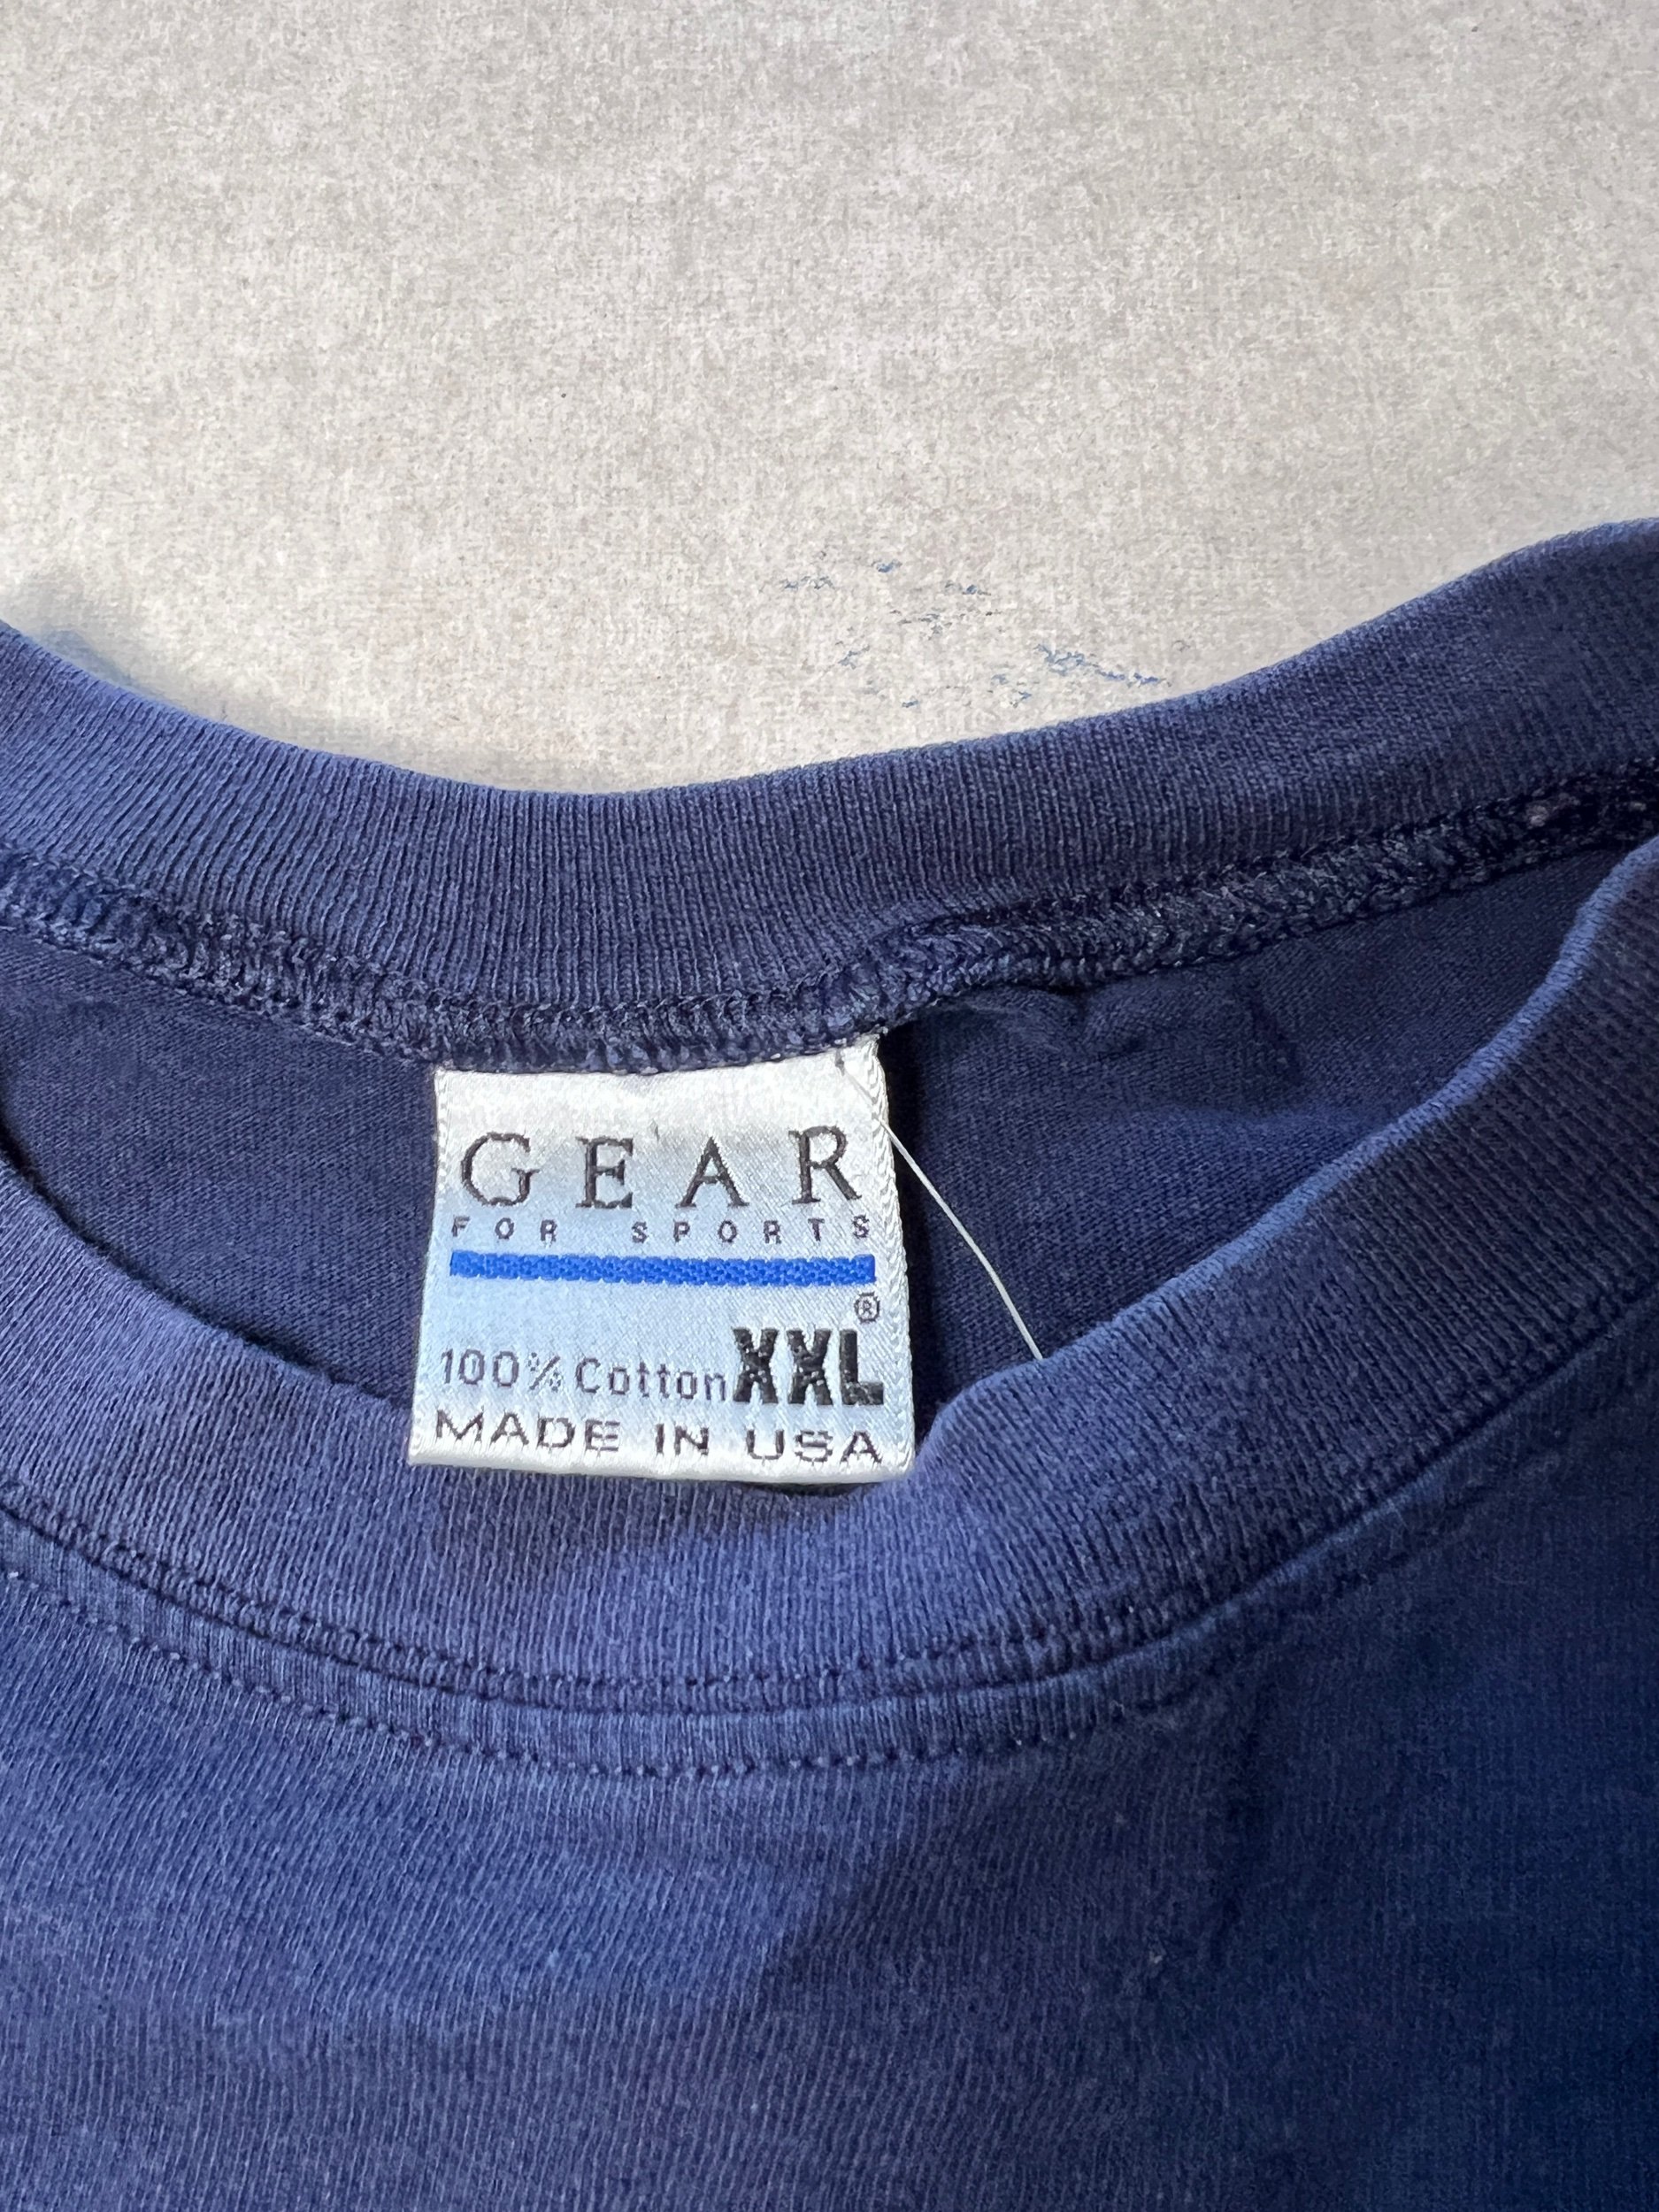 GEAR
FOR SPORTS
®
100% Cotton XXL
MADE IN USA